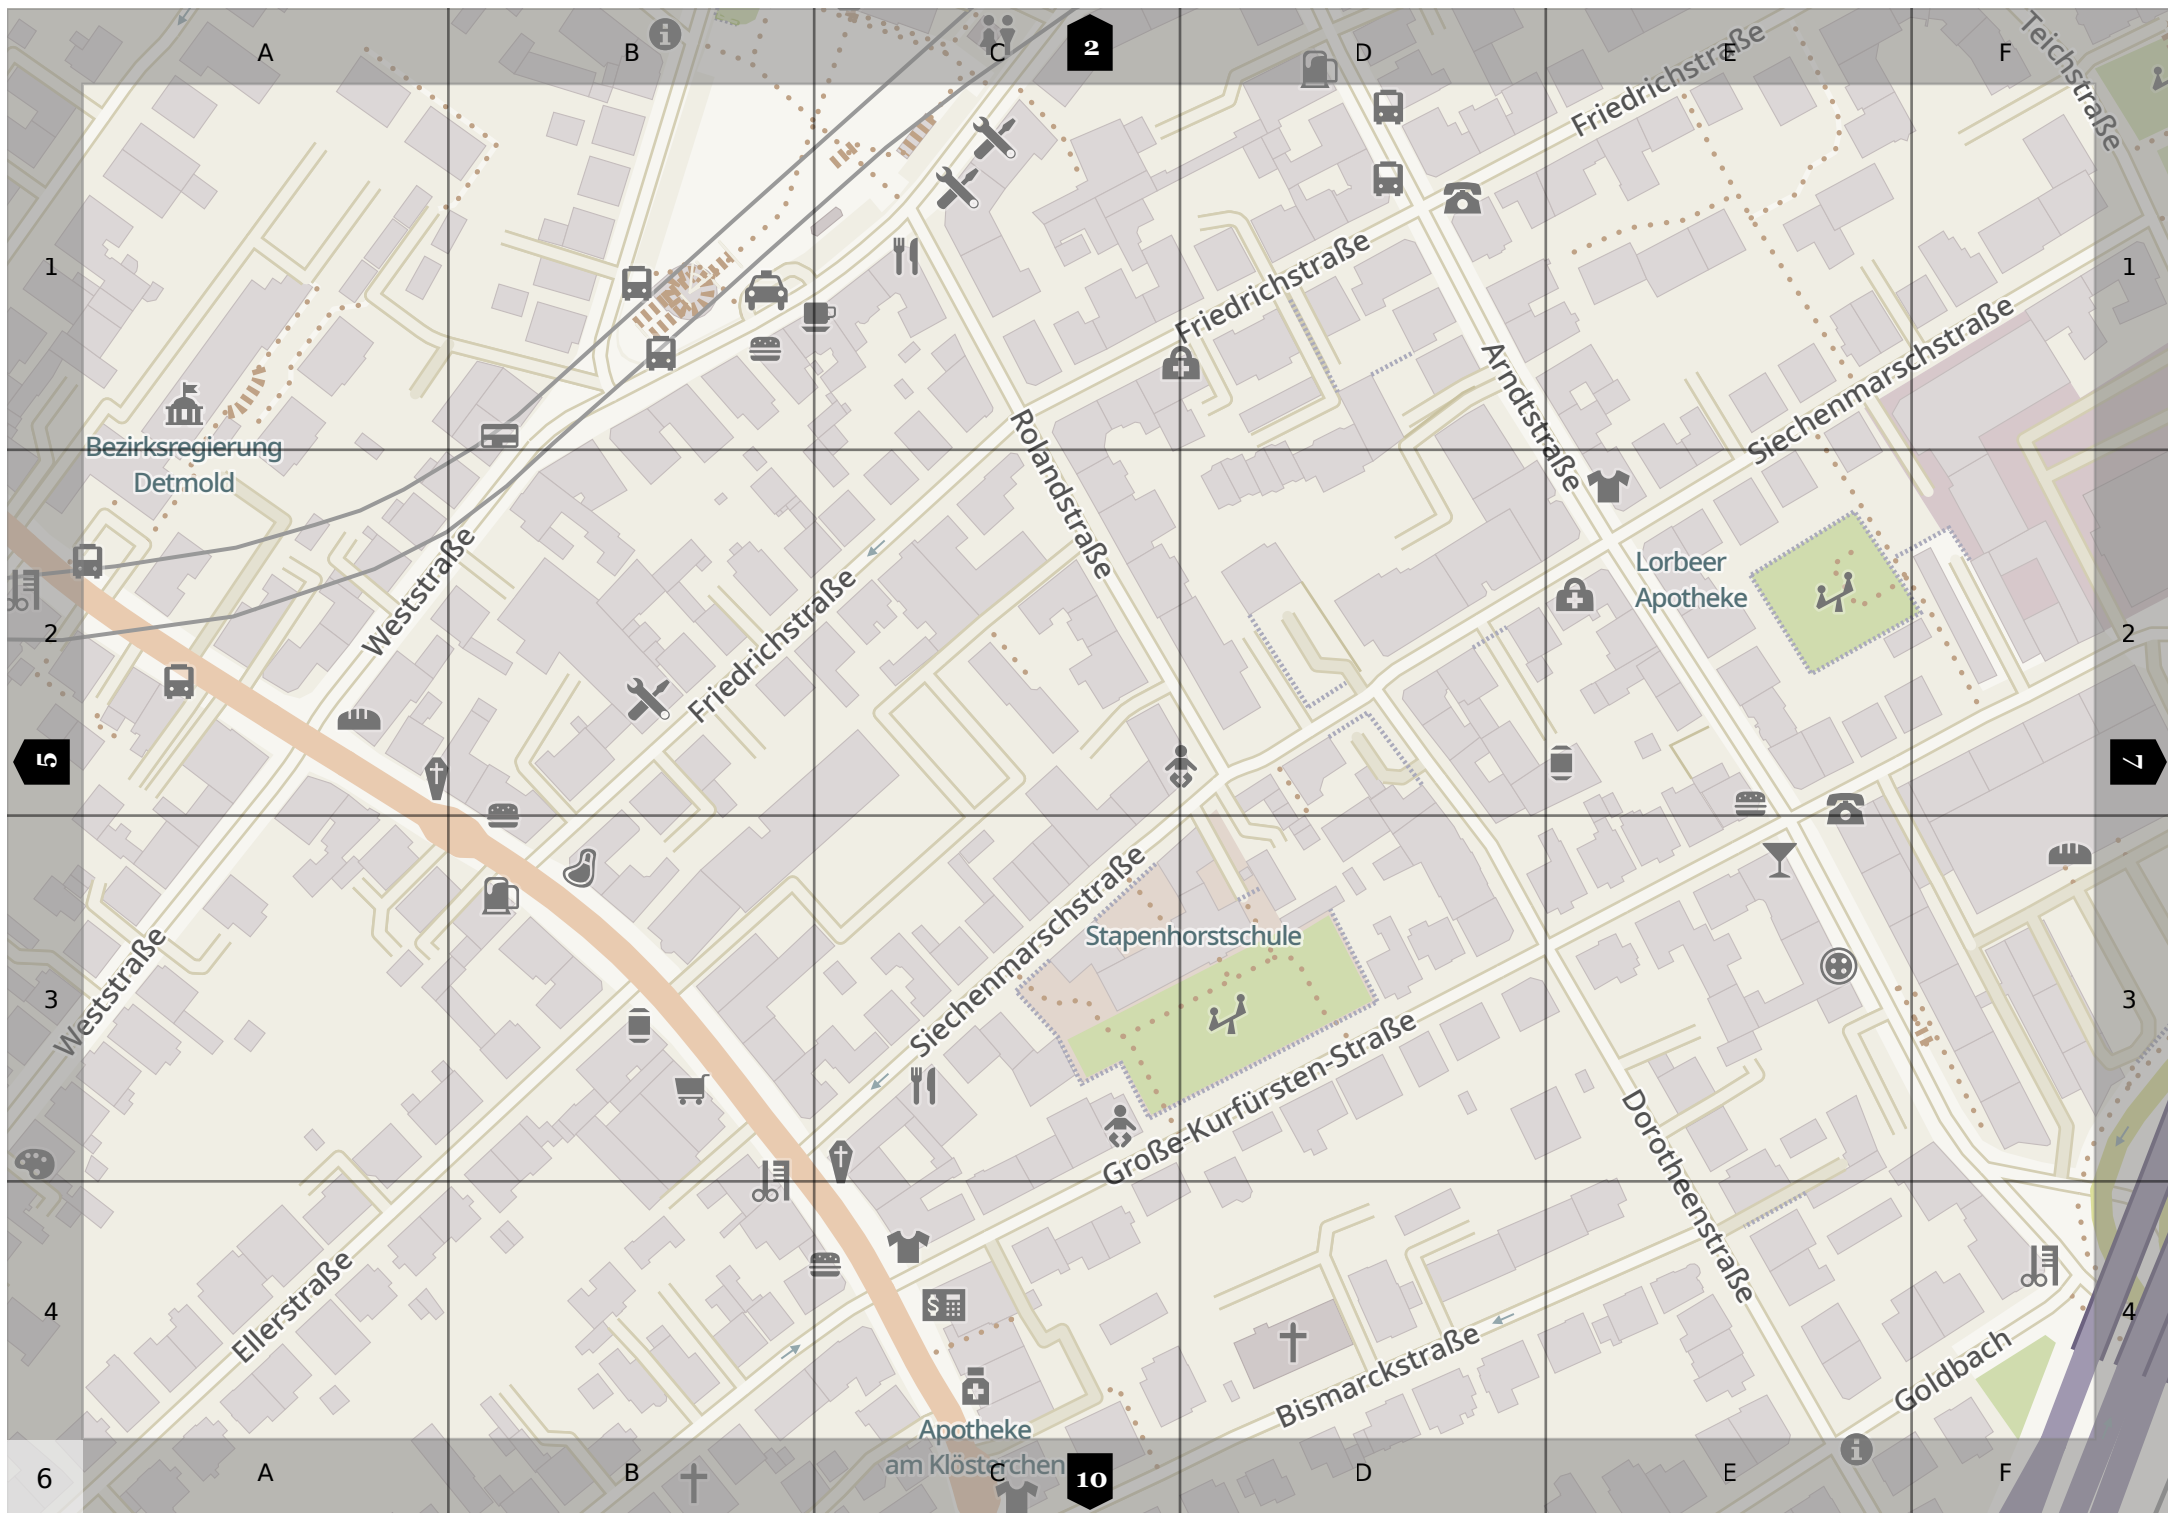 A B C 2 D E F
Teichstraße
Friedrichstraße
1 1
Friedrichstraße
Siechenmarschstraße
Arndtstraße
Rolandstraße
Bezirksregierung
Detmold
Weststraße
Lorbeer
Apotheke
Friedrichstraße
2 2
5 7
Siechenmarschstraße
Stapenhorstschule
Weststraße
3 3
Große-Kurfürsten-Straße
Dorotheenstraße
Ellerstraße
4 4
$
Bismarckstraße
Goldbach
Apotheke
am Klösterchen
6 A B C 10 D E F